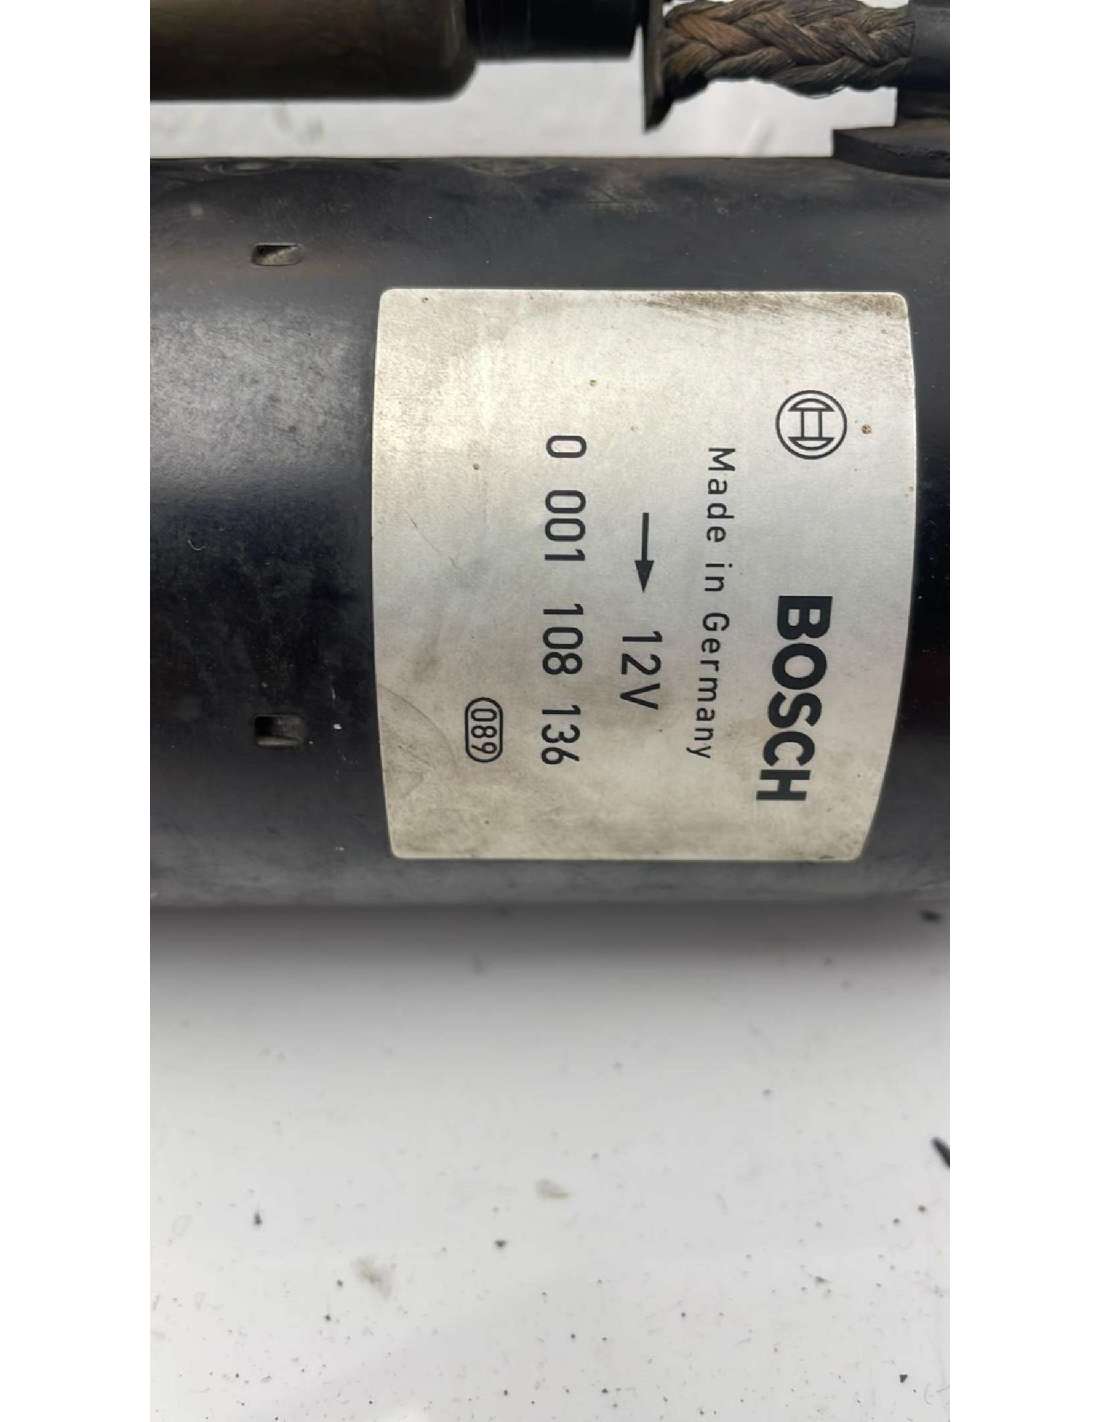 BOSCH
Made in Germany
→ 12V
0 001 108 136
089